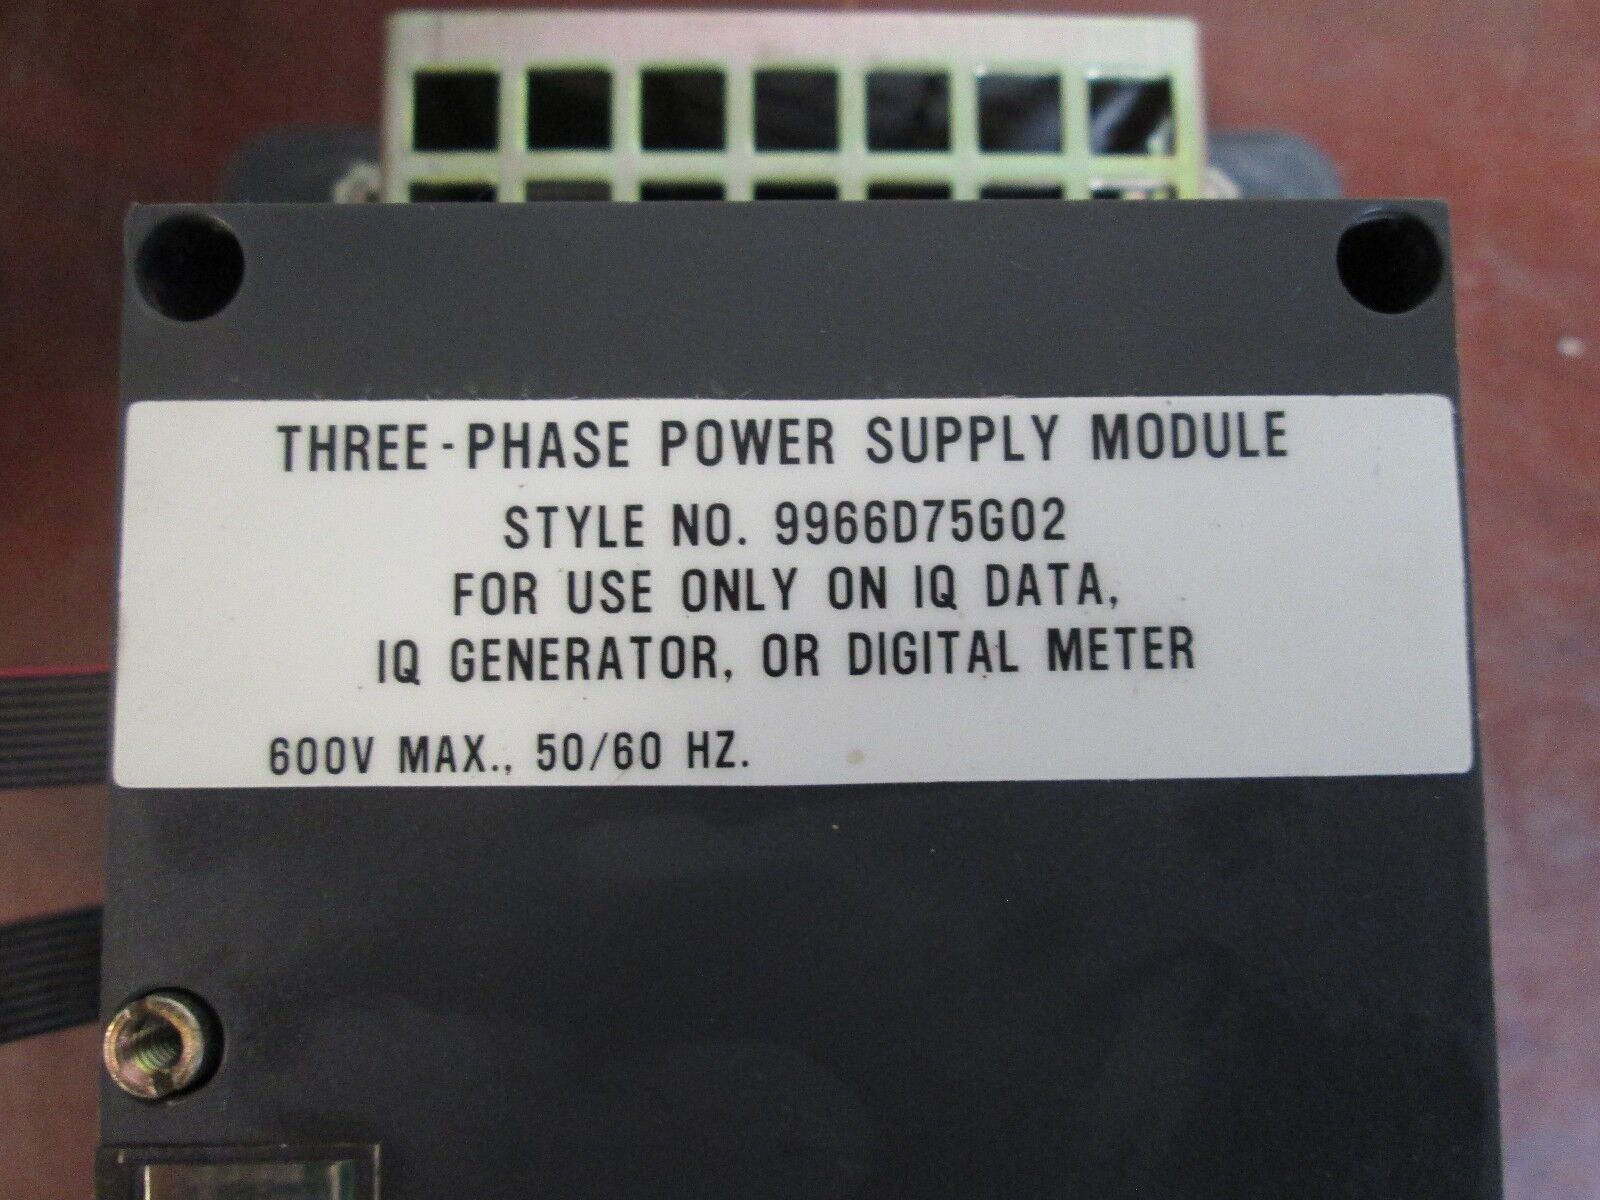 THREE-PHASE POWER SUPPLY MODULE
STYLE NO. 9966D75G02
FOR USE ONLY ON IQ DATA,
IQ GENERATOR, OR DIGITAL METER
600V MAX., 50/60 HZ.